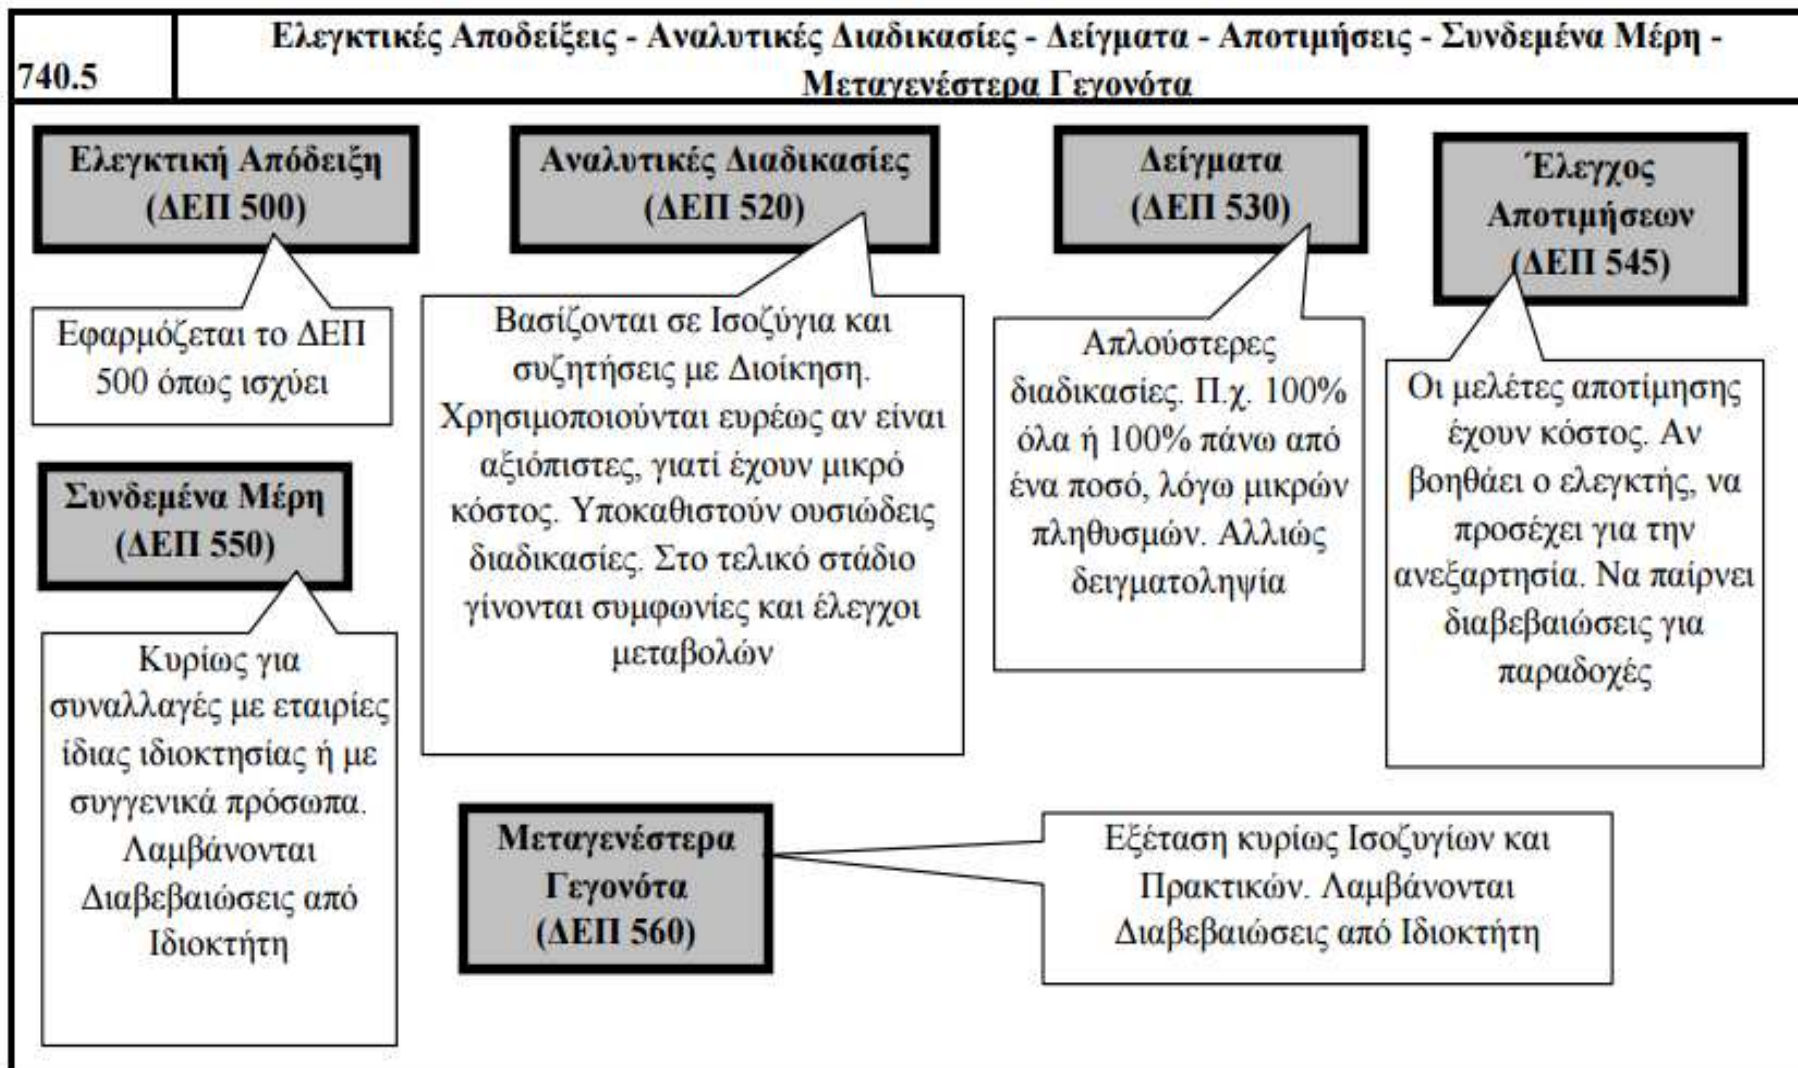 740.5
Ελεγκτικές Αποδείξεις - Αναλυτικές Διαδικασίες - Δείγματα - Αποτιμήσεις - Συνδεμένα Μέρη -
Μεταγενέστερα Γεγονότα
Ελεγκτική Απόδειξη
(ΔΕΠ 500)
Εφαρμόζεται το ΔΕΠ
500 όπως ισχύει
Αναλυτικές Διαδικασίες
(ΔΕΠ 520)
Βασίζονται σε Ισοζύγια και
συζητήσεις με Διοίκηση.
Χρησιμοποιούνται ευρέως αν είναι
αξιόπιστες, γιατί έχουν μικρό
κόστος. Υποκαθιστούν ουσιώδεις
διαδικασίες. Στο τελικό στάδιο
γίνονται συμφωνίες και έλεγχοι
μεταβολών
Δείγματα
(ΔΕΠ 530)
Απλούστερες
διαδικασίες. Π.χ. 100%
όλα ή 100% πάνω από
ένα ποσό, λόγω μικρών
πληθυσμών. Αλλιώς
δειγματοληψία
Έλεγχος
Αποτιμήσεων
(ΔΕΠ 545)
Οι μελέτες αποτίμησης
έχουν κόστος. Αν
βοηθάει ο ελεγκτής, να
προσέχει για την
ανεξαρτησία. Να παίρνει
διαβεβαιώσεις για
παραδοχές
Συνδεμένα Μέρη
(ΔΕΠ 550)
Κυρίως για
συναλλαγές με εταιρίες
ίδιας ιδιοκτησίας ή με
συγγενικά πρόσωπα.
Λαμβάνονται
Διαβεβαιώσεις από
Ιδιοκτήτη
Μεταγενέστερα
Γεγονότα
(ΔΕΠ 560)
Εξέταση κυρίως Ισοζυγίων και
Πρακτικών. Λαμβάνονται
Διαβεβαιώσεις από Ιδιοκτήτη